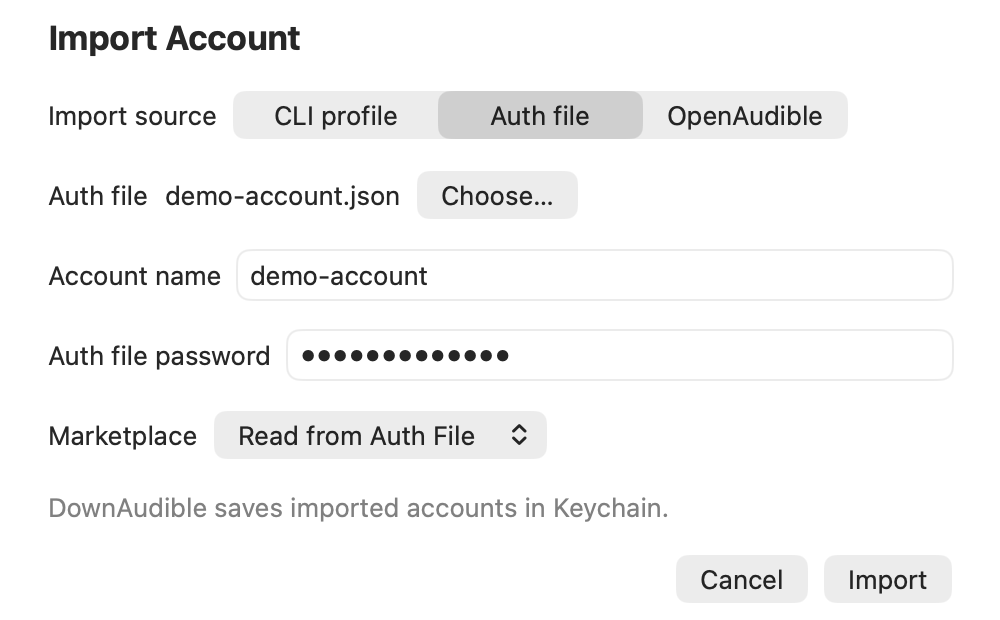 Import Account
Import source CLI profile Auth file OpenAudible
Auth file demo-account.json Choose...
Account name demo-account
Auth file password •••••••••••••
Marketplace Read from Auth File
DownAudible saves imported accounts in Keychain.
Cancel Import